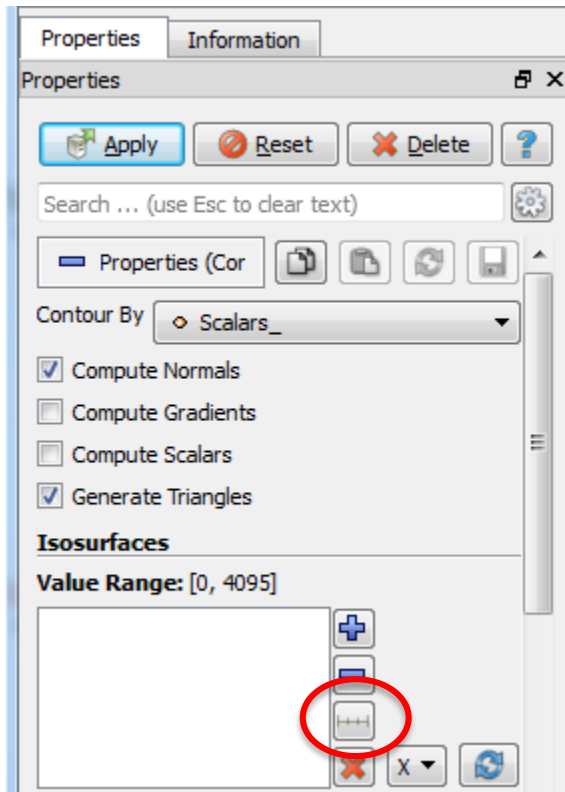 Properties Information
Properties
Apply Reset Delete ?
Search ... (use Esc to clear text)
Properties (Cor
Contour By Scalars_
Compute Normals
Compute Gradients
Compute Scalars
Generate Triangles
Isosurfaces
Value Range: [0, 4095]
X